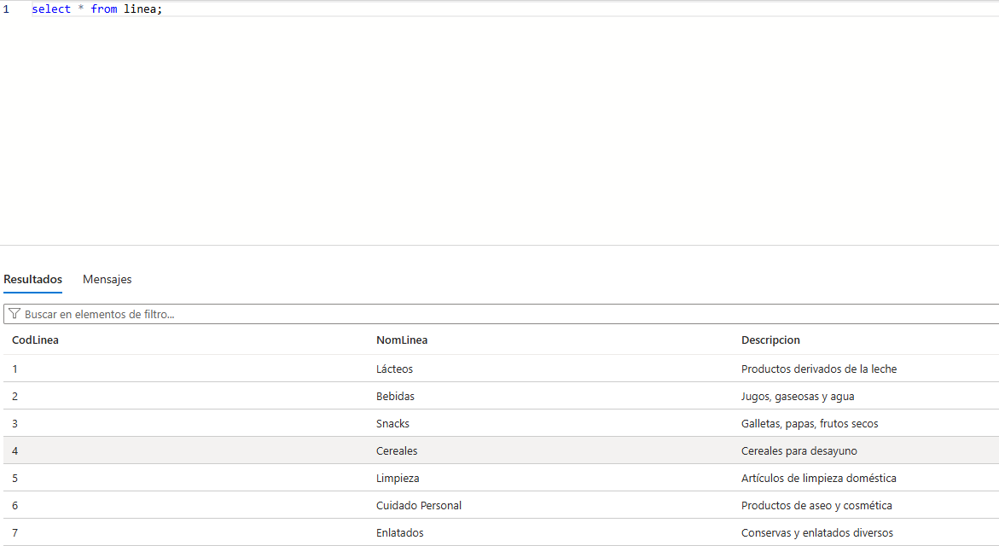 1 select * from linea;
Resultados Mensajes
Buscar en elementos de filtro...
CodLinea NomLinea Descripcion
1 Lácteos Productos derivados de la leche
2 Bebidas Jugos, gaseosas y agua
3 Snacks Galletas, papas, frutos secos
4 Cereales Cereales para desayuno
5 Limpieza Artículos de limpieza doméstica
6 Cuidado Personal Productos de aseo y cosmética
7 Enlatados Conservas y enlatados diversos